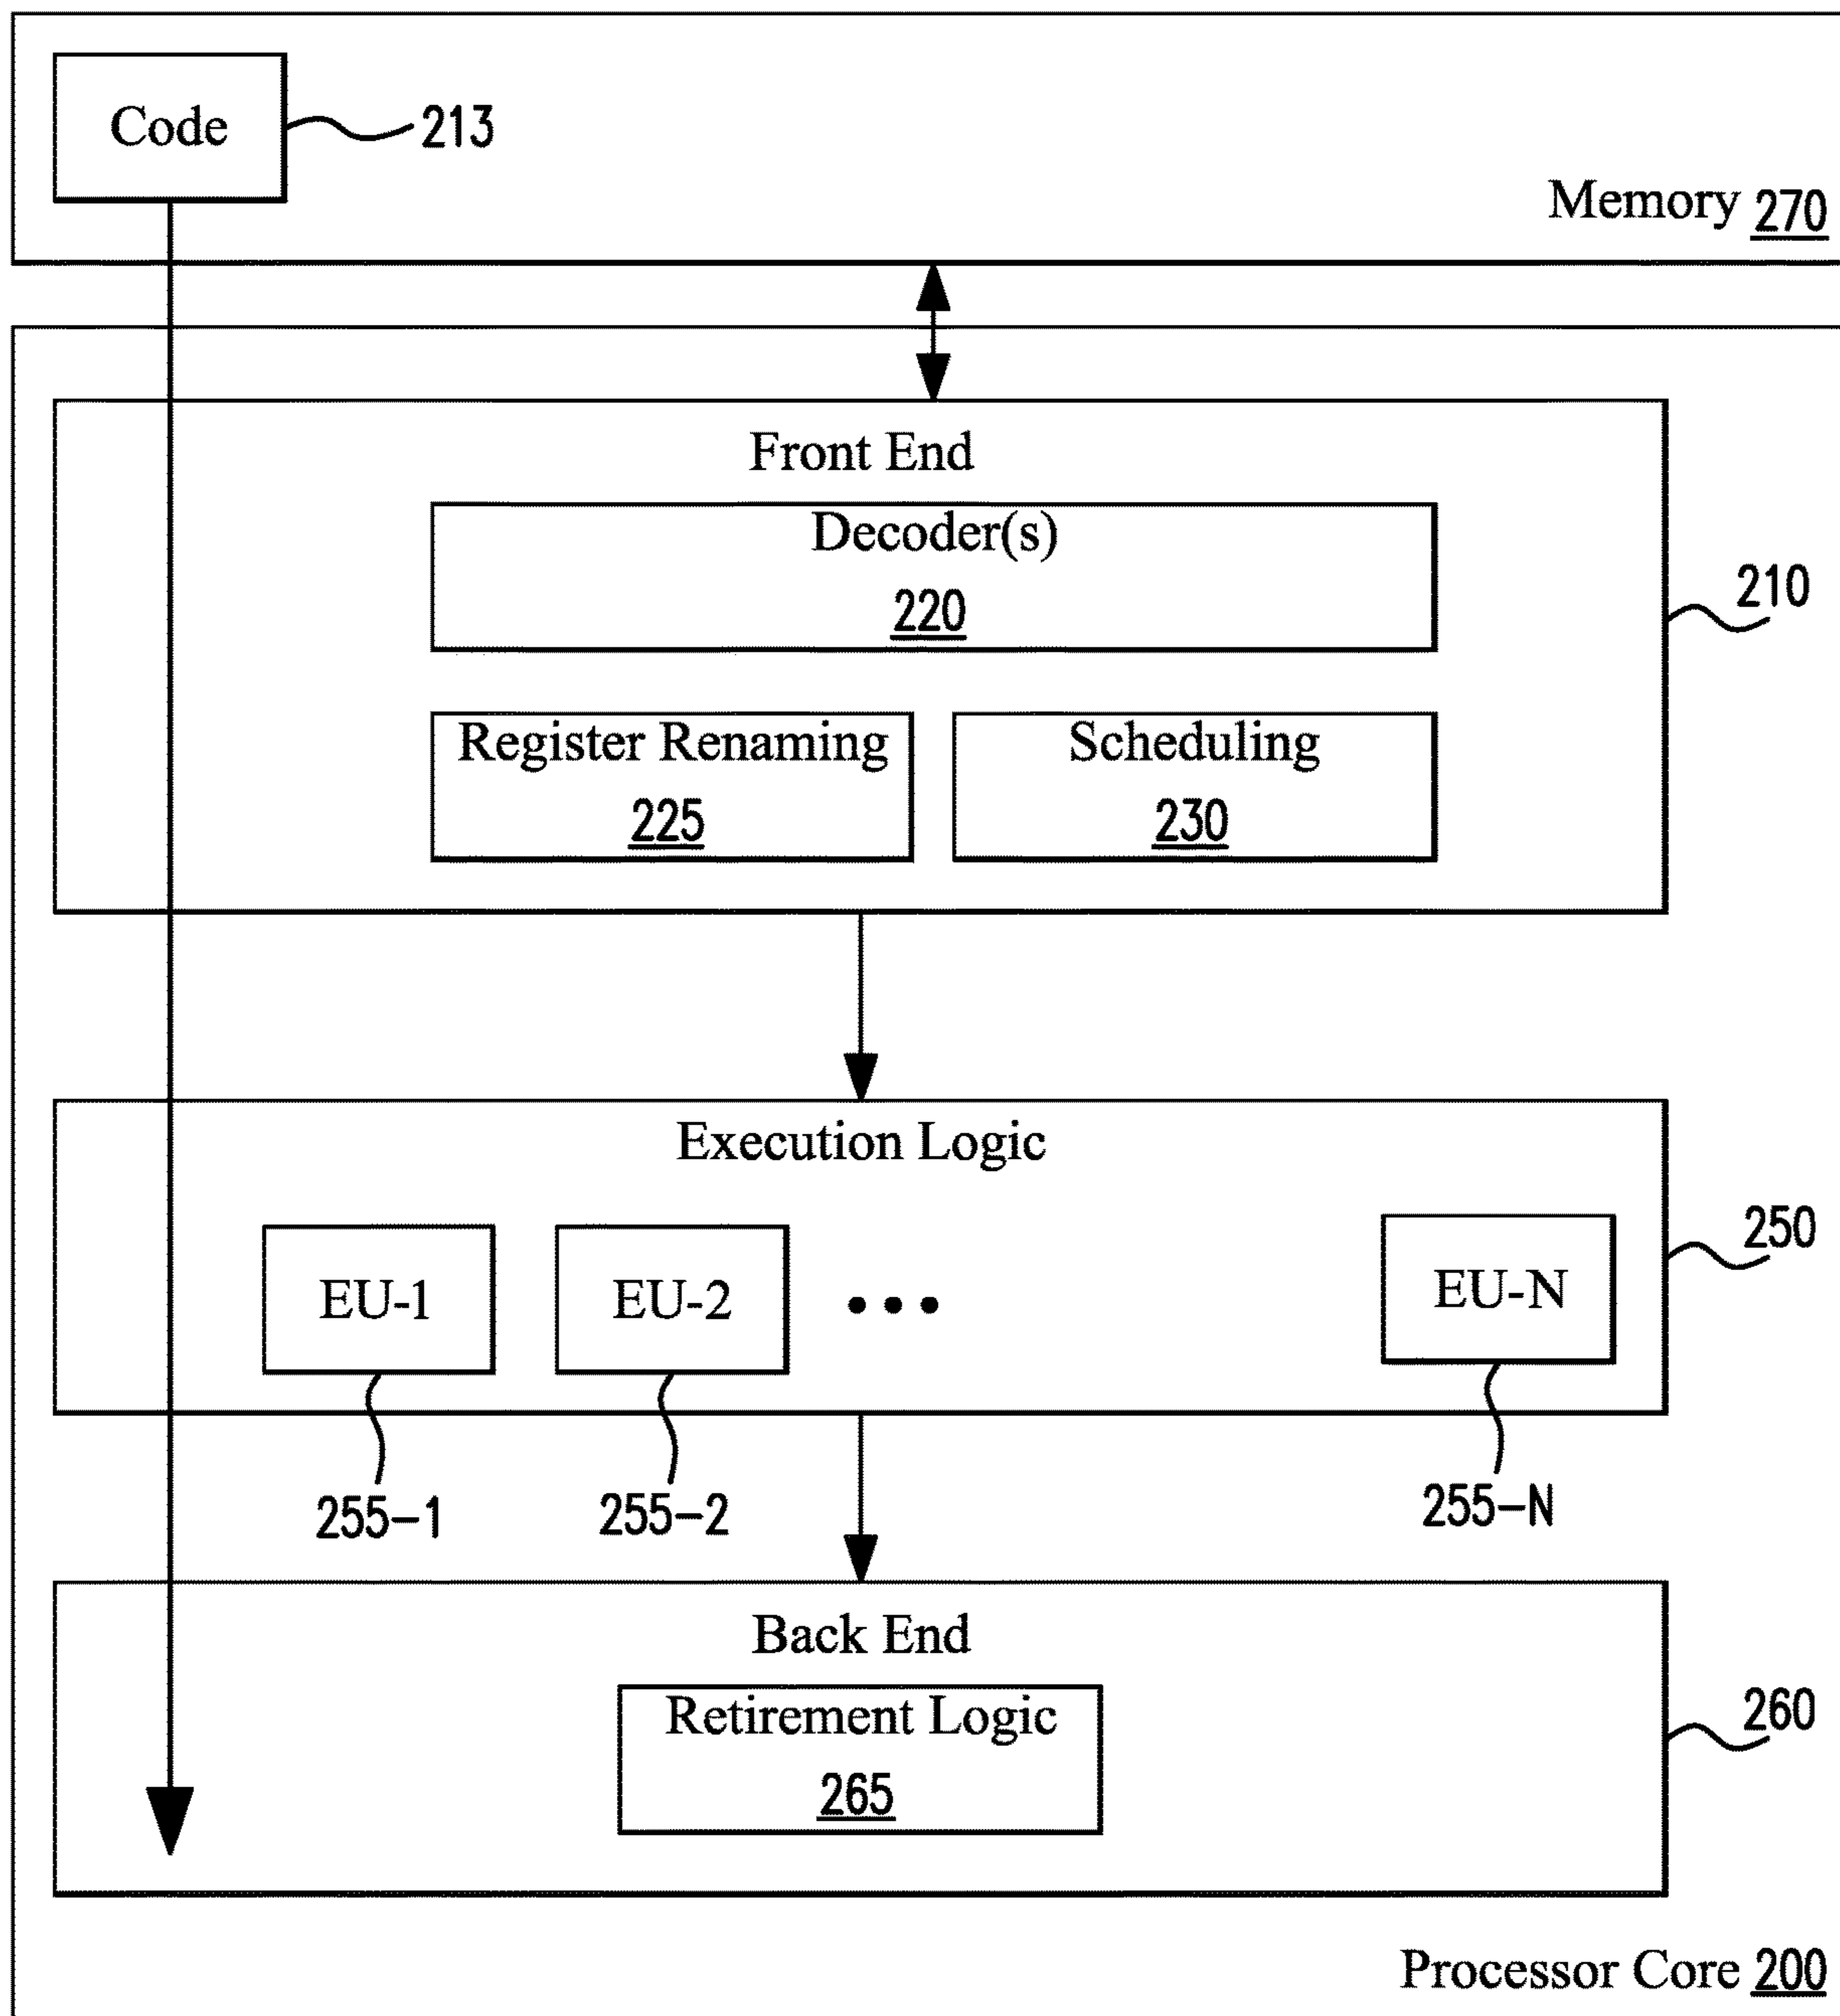 Code
213
Memory 270
Front End
Decoder(s)
220
210
Register Renaming
225
Scheduling
230
Execution Logic
250
EU-1
EU-2
EU-N
255-1
255-2
255-N
Back End
Retirement Logic
265
260
Processor Core 200